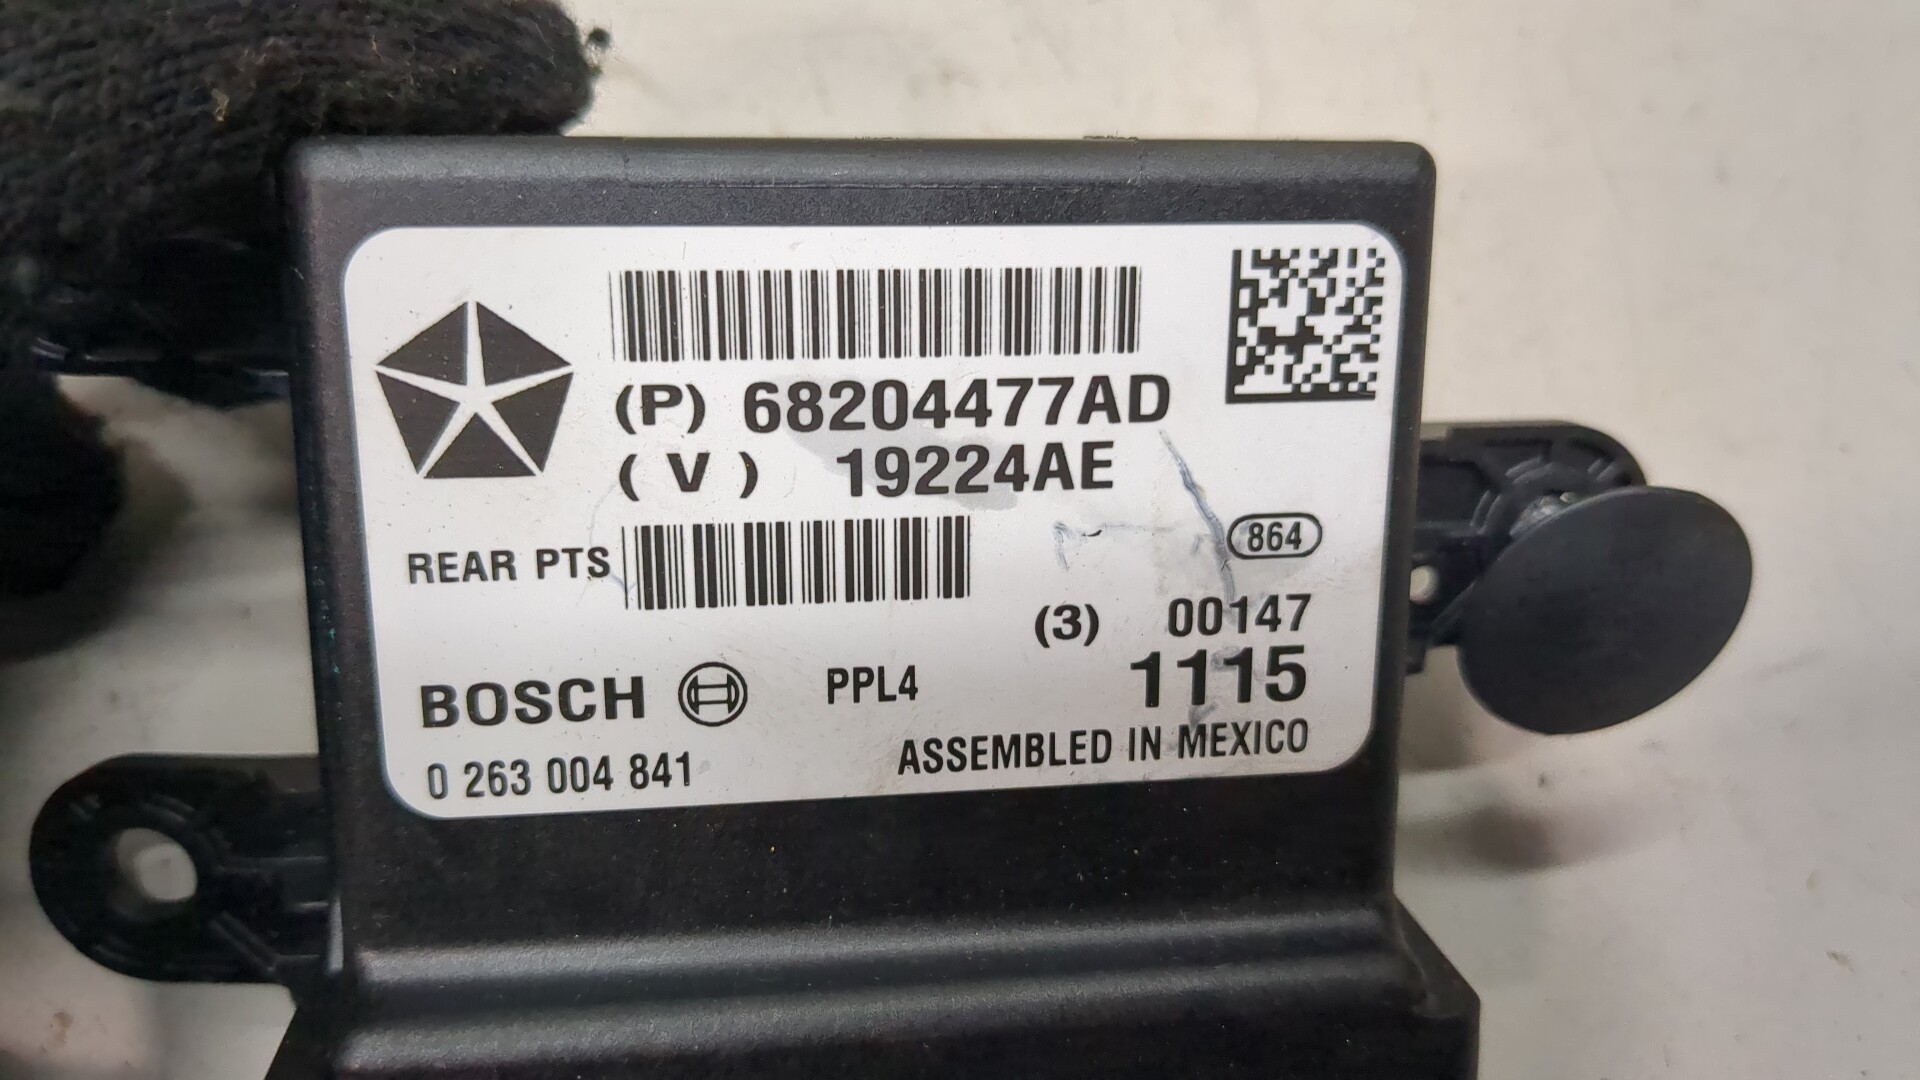 (P) 68204477AD
(V) 19224AE
REAR PTS
864
(3) 00147
BOSCH PPL4 1115
0 263 004 841 ASSEMBLED IN MEXICO